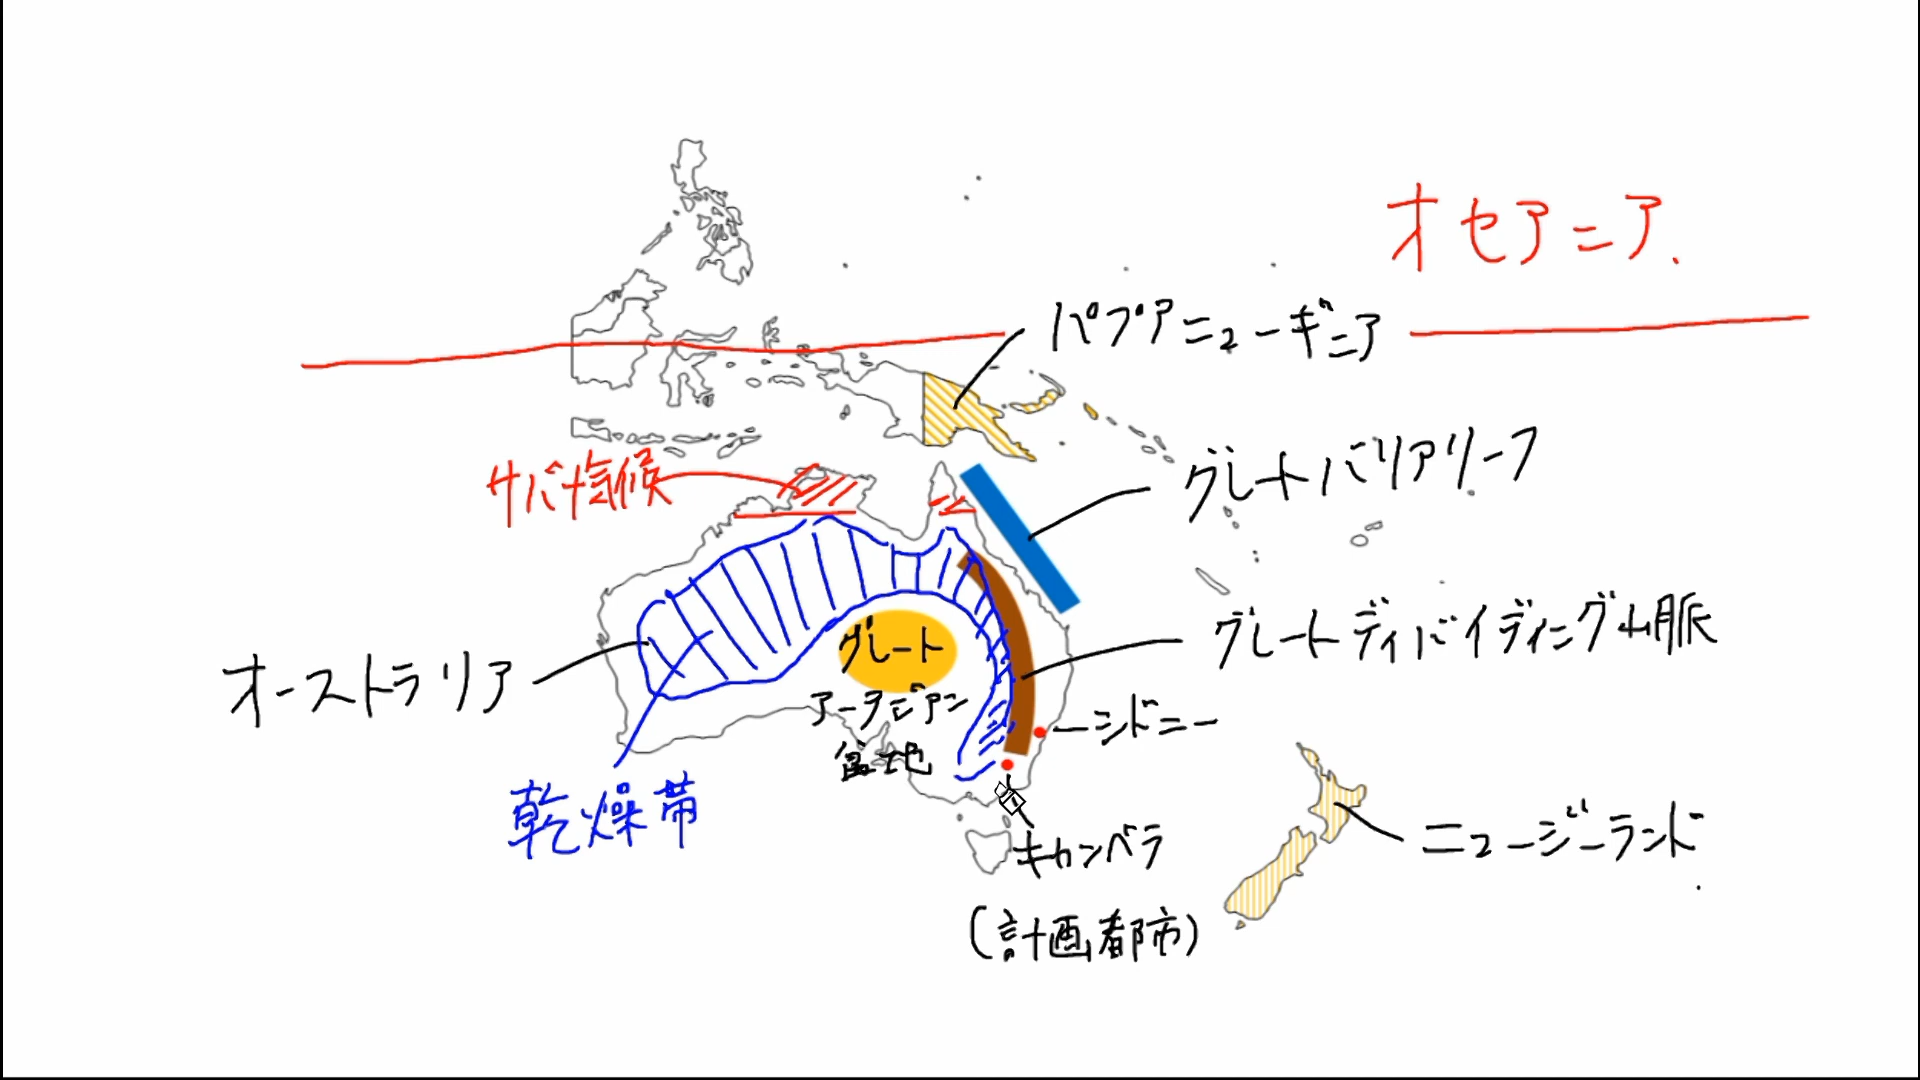 オセアニア
パプアニューギニア
グレートバリアリーフ
サバナ気候
グレートディバイディング山脈
グレート
アーテジアン
盆地
オーストラリア
シドニー
乾燥帯
ニュージーランド
キャンベラ
(計画都市)